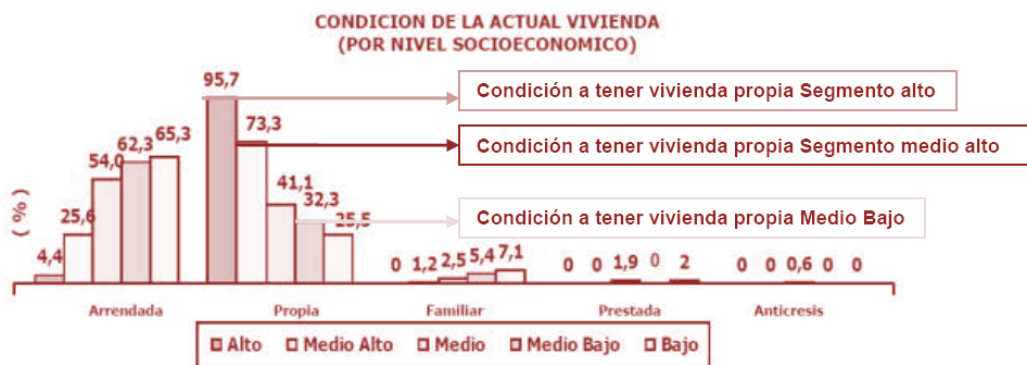 CONDICION DE LA ACTUAL VIVIENDA
(POR NIVEL SOCIOECONOMICO)
95,7
Condición a tener vivienda propia Segmento alto
73,3
Condición a tener vivienda propia Segmento medio alto
4,4 25,6 54,0 62,3 65,3
41,1 32,3 25,5
Condición a tener vivienda propia Medio Bajo
( % )
0 1,2 2,5 5,4 7,1
0 0 1,9 0 2
0 0 0,6 0 0
Arrendada Propia Familiar Prestada Anticresis
Alto Medio Alto Medio Medio Bajo Bajo